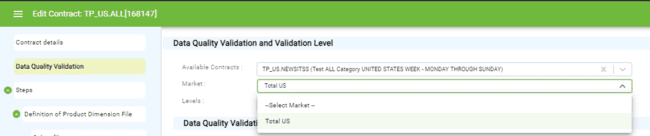 Edit Contract: TP_US.ALL[168147]
Contract details
Data Quality Validation
Steps
Definition of Product Dimension File
Data Quality Validation and Validation Level
Available Contracts :
TP_US.NEWSITSS (Test ALL Category UNITED STATES WEEK - MONDAY THROUGH SUNDAY)
Market :
Total US
Levels :
--Select Market --
Total US
Data Quality Valida